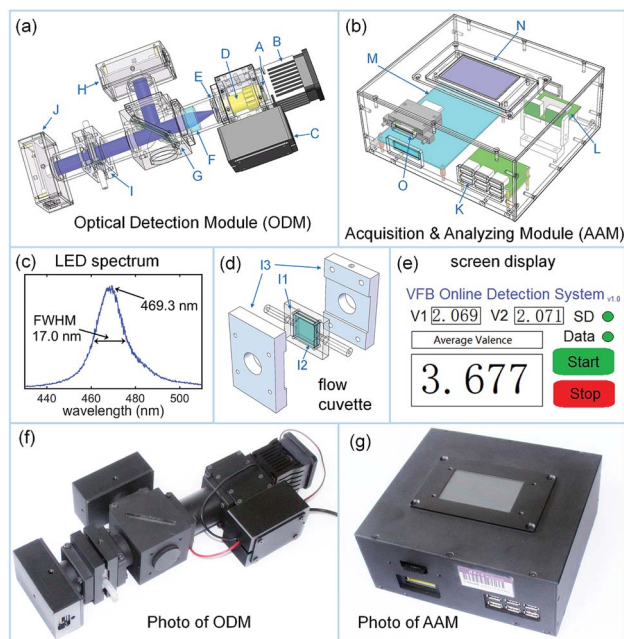 (a)
A
B
D
E
H
J
C
F
G
I
Optical Detection Module (ODM)
(b)
N
M
L
O
K
Acquisition & Analyzing Module (AAM)
(c) LED spectrum
469.3 nm
FWHM
17.0 nm
440 460 480 500
wavelength (nm)
(d)
I3
I1
I2
flow
cuvette
(e) screen display
VFB Online Detection System v1.0
V1 2.069 V2 2.071 SD
Data
Average Valence
Start
3.677
Stop
(f)
Photo of ODM
(g)
Photo of AAM